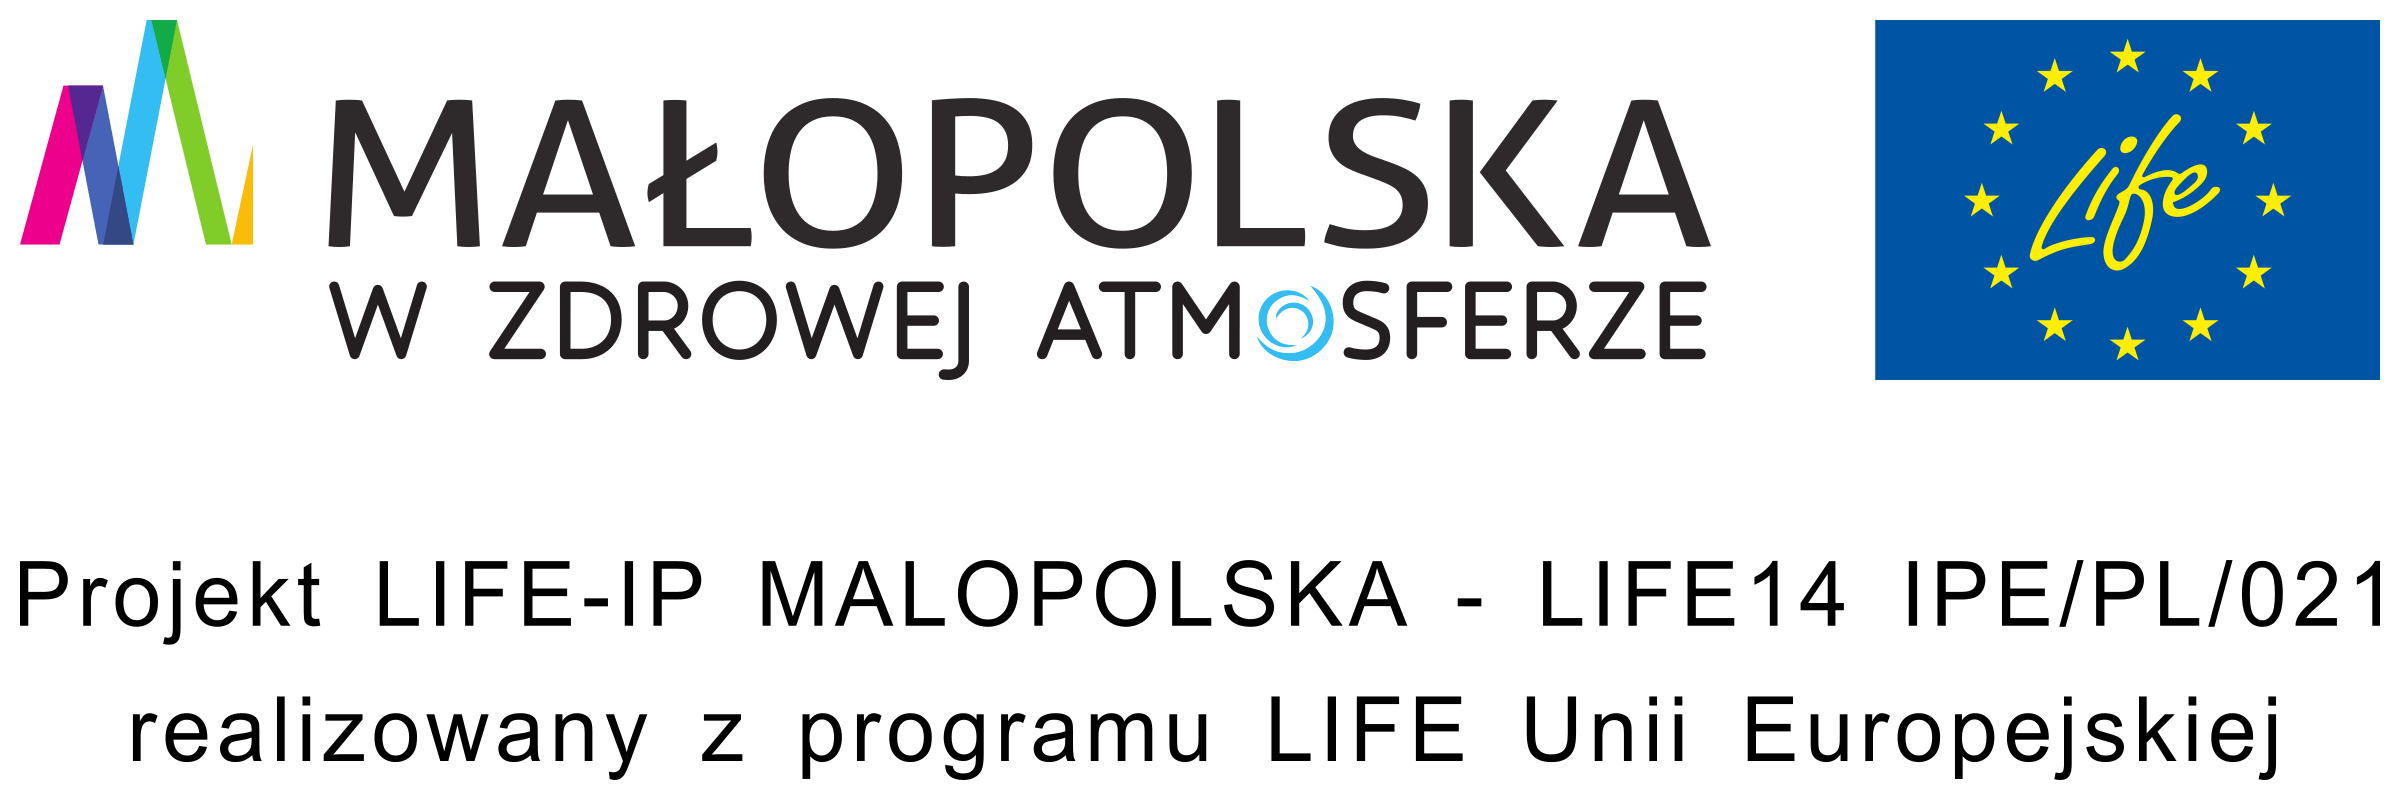 MAŁOPOLSKA
W ZDROWEJ ATMOSFERZE
Life
Projekt LIFE-IP MALOPOLSKA - LIFE14 IPE/PL/021
realizowany z programu LIFE Unii Europejskiej